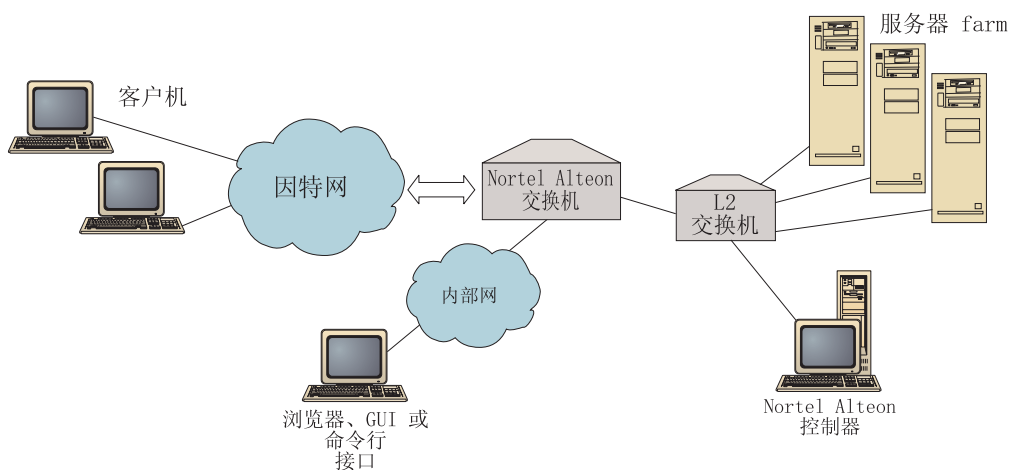 服务器 farm
客户机
因特网
Nortel Alteon
交换机
L2
交换机
内部网
浏览器、GUI 或
命令行
接口
Nortel Alteon
控制器